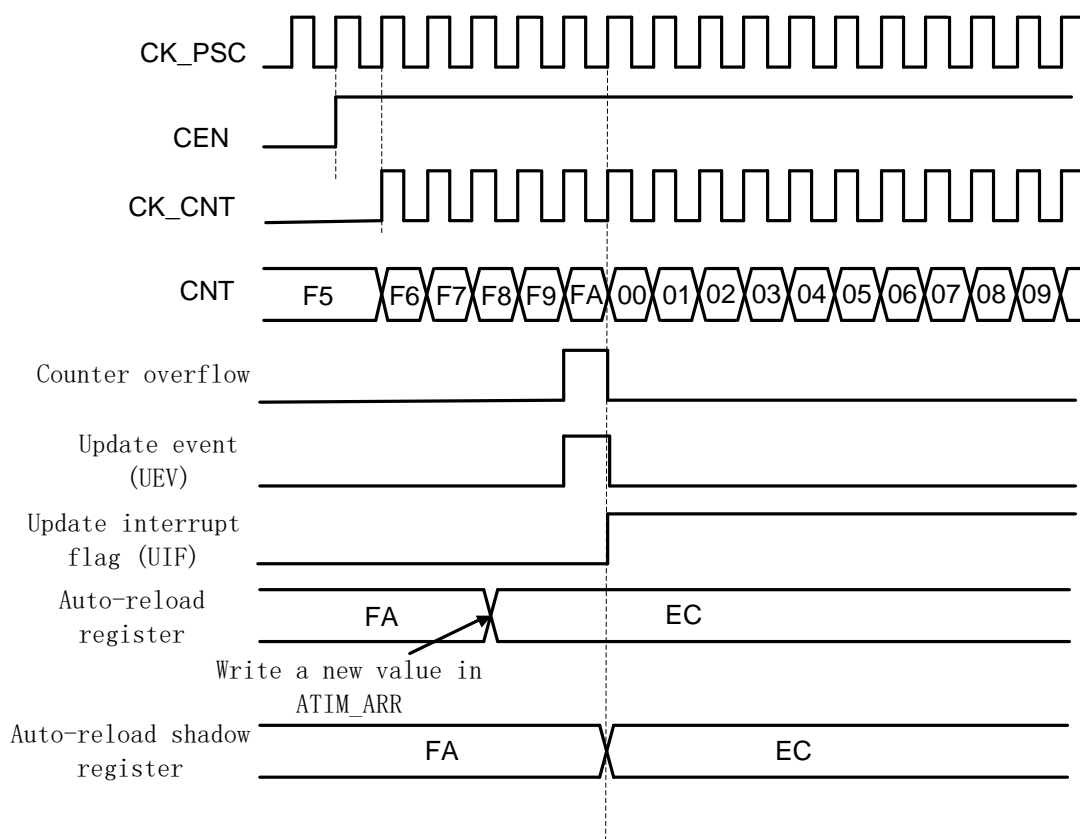 CK_PSC
CEN
CK_CNT
CNT F5 F6 F7 F8 F9 FA 00 01 02 03 04 05 06 07 08 09
Counter overflow
Update event
(UEV)
Update interrupt
flag (UIF)
Auto-reload
register
FA EC
Write a new value in
ATIM_ARR
Auto-reload shadow
register
FA EC